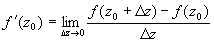 f ′(z₀) = lim_{Δz→0} (f(z₀ + Δz) − f(z₀)) / Δz